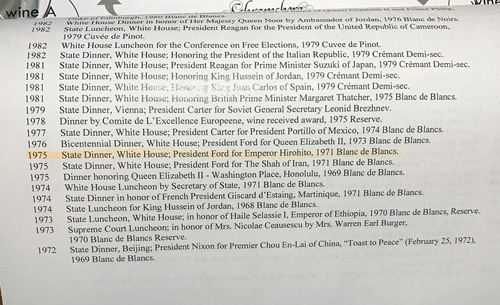 wine A
Schramsberg
Duke of Edinburgh, 1980 Blanc de Blancs.
1982 White House Dinner in honor of Her Majesty Queen Noor by Ambassador of Jordan, 1976 Blanc de Noirs.
1982 State Luncheon, White House; President Reagan for the President of the United Republic of Cameroon,
1979 Cuvée de Pinot.
1982 White House Luncheon for the Conference on Free Elections, 1979 Cuvee de Pinot.
1982 State Dinner, White House; Honoring the President of the Italian Republic, 1979 Crémant Demi-sec.
1981 State Dinner, White House; President Reagan for Prime Minister Suzuki of Japan, 1979 Crémant Demi-sec.
1981 State Dinner, White House; Honoring King Hussein of Jordan, 1979 Crémant Demi-sec.
1981 State Dinner, White House; Honoring King Juan Carlos of Spain, 1979 Crémant Demi-sec.
1981 State Dinner, White House; Honoring British Prime Minister Margaret Thatcher, 1975 Blanc de Blancs.
1979 State Dinner, Vienna; President Carter for Soviet General Secretary Leonid Brezhnev.
1978 Dinner by Comite de L'Excellence Europeene, wine received award, 1975 Reserve.
1977 State Dinner, White House; President Carter for President Portillo of Mexico, 1974 Blanc de Blancs.
1976 Bicentennial Dinner, White House; President Ford for Queen Elizabeth II, 1973 Blanc de Blancs.
1975 State Dinner, White House; President Ford for Emperor Hirohito, 1971 Blanc de Blancs.
1975 State Dinner, White House; President Ford for The Shah of Iran, 1971 Blanc de Blancs.
1975 Dinner honoring Queen Elizabeth II - Washington Place, Honolulu, 1969 Blanc de Blancs.
1974 White House Luncheon by Secretary of State, 1971 Blanc de Blancs.
1974 State Dinner in honor of French President Giscard d'Estaing, Martinique, 1971 Blanc de Blancs.
1974 State Luncheon for King Hussein of Jordan, 1968 Blanc de Blancs.
1973 State Luncheon, White House; in honor of Haile Selassie I, Emperor of Ethiopia, 1970 Blanc de Blancs, Reserve.
1973 Supreme Court Luncheon; in honor of Mrs. Nicolae Ceausescu by Mrs. Warren Earl Burger,
1970 Blanc de Blancs Reserve.
1972 State Dinner, Beijing; President Nixon for Premier Chou En-Lai of China, "Toast to Peace" (February 25, 1972),
1969 Blanc de Blancs.